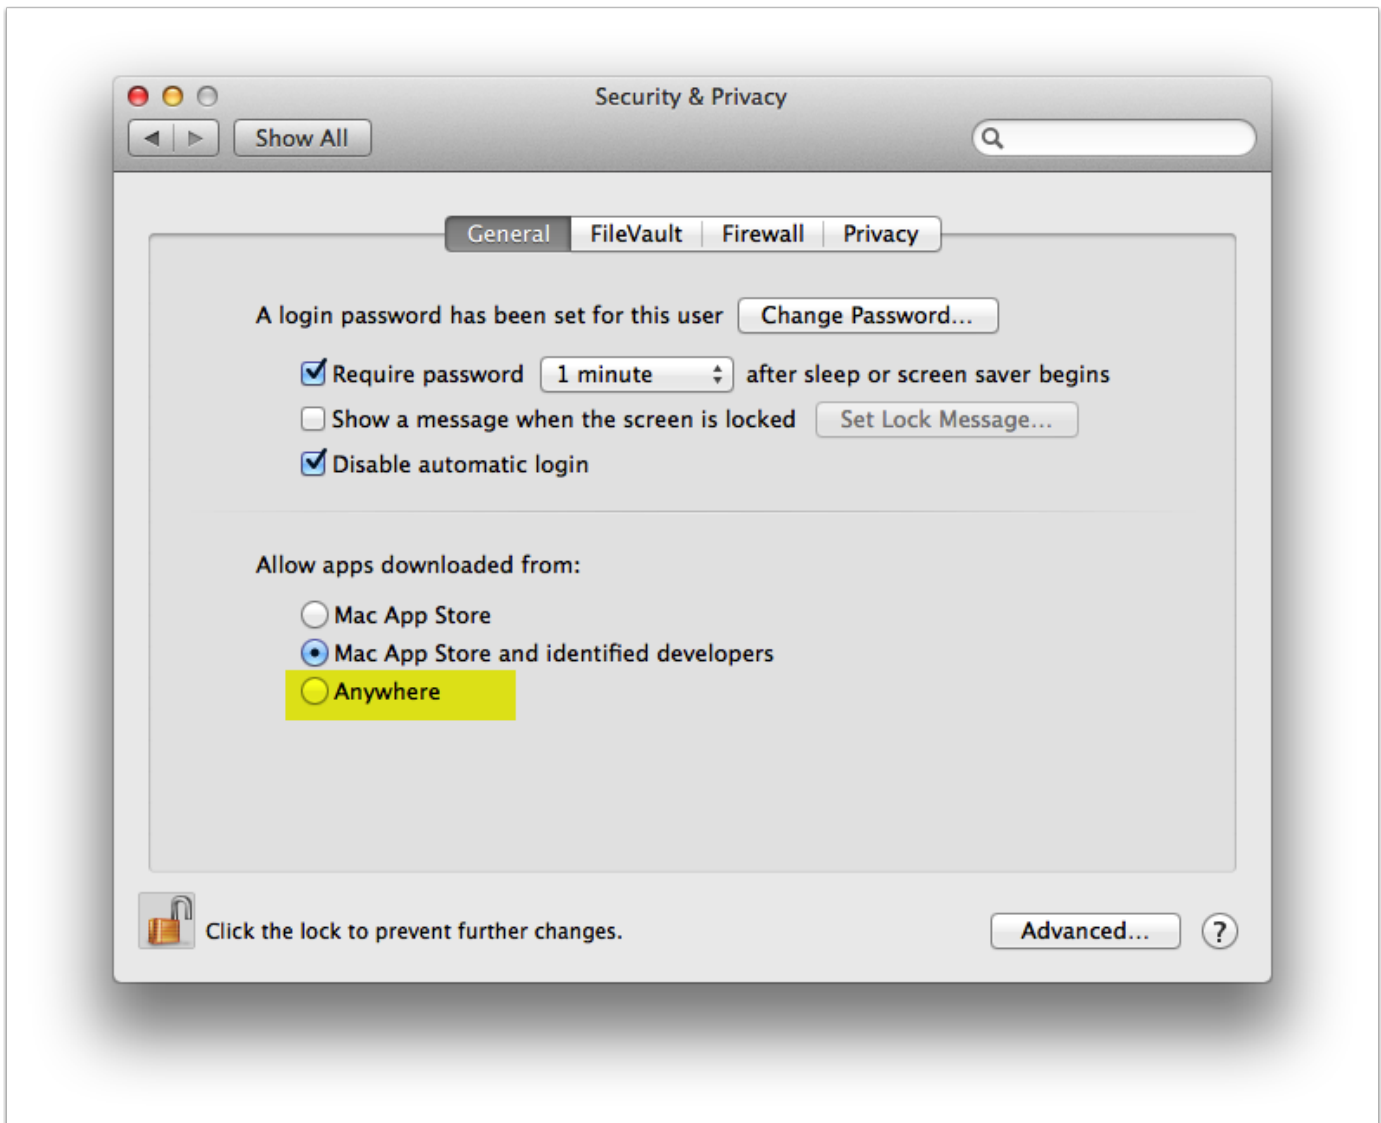 Security & Privacy
Show All
General FileVault Firewall Privacy
A login password has been set for this user Change Password...
Require password 1 minute after sleep or screen saver begins
Show a message when the screen is locked Set Lock Message...
Disable automatic login
Allow apps downloaded from:
Mac App Store
Mac App Store and identified developers
Anywhere
Click the lock to prevent further changes. Advanced... ?